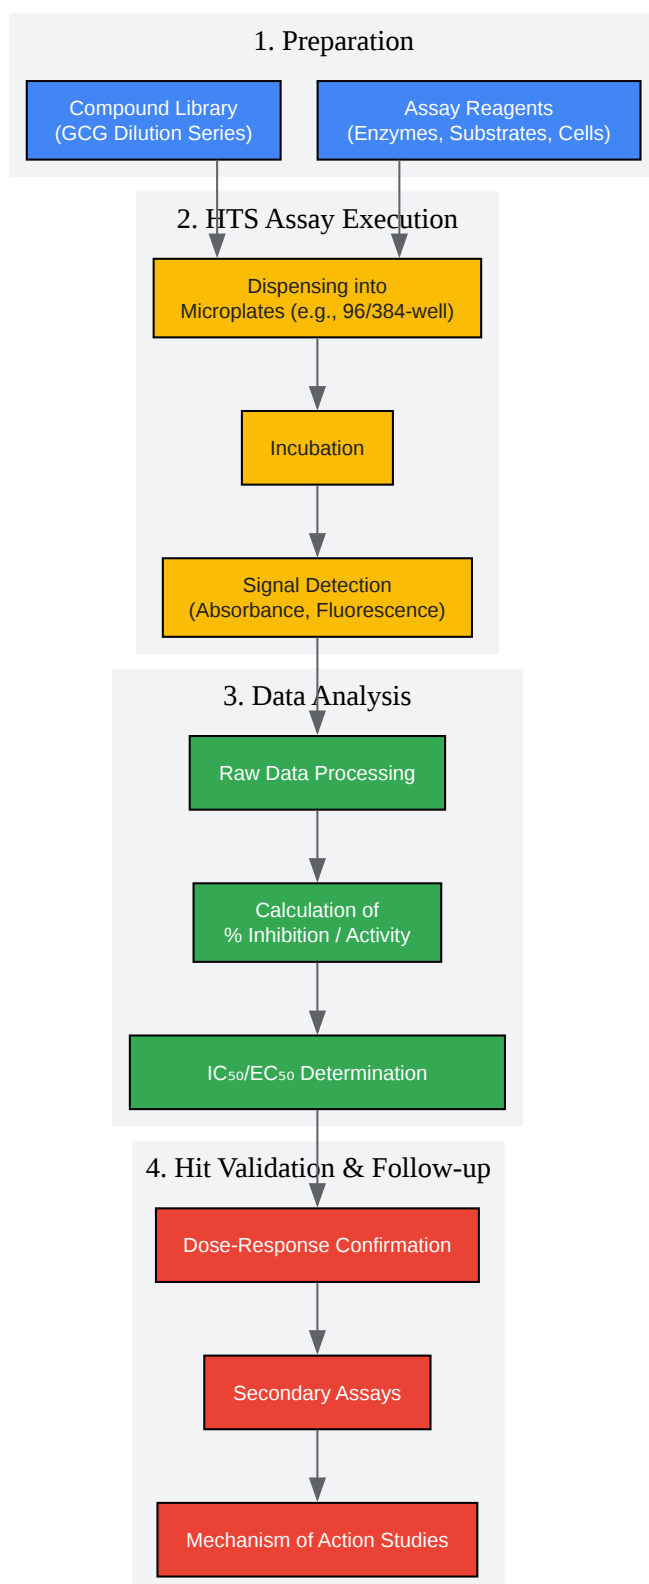 1. Preparation
Compound Library
(GCG Dilution Series)
Assay Reagents
(Enzymes, Substrates, Cells)
2. HTS Assay Execution
Dispensing into
Microplates (e.g., 96/384-well)
Incubation
Signal Detection
(Absorbance, Fluorescence)
3. Data Analysis
Raw Data Processing
Calculation of
% Inhibition / Activity
IC₅₀/EC₅₀ Determination
4. Hit Validation & Follow-up
Dose-Response Confirmation
Secondary Assays
Mechanism of Action Studies